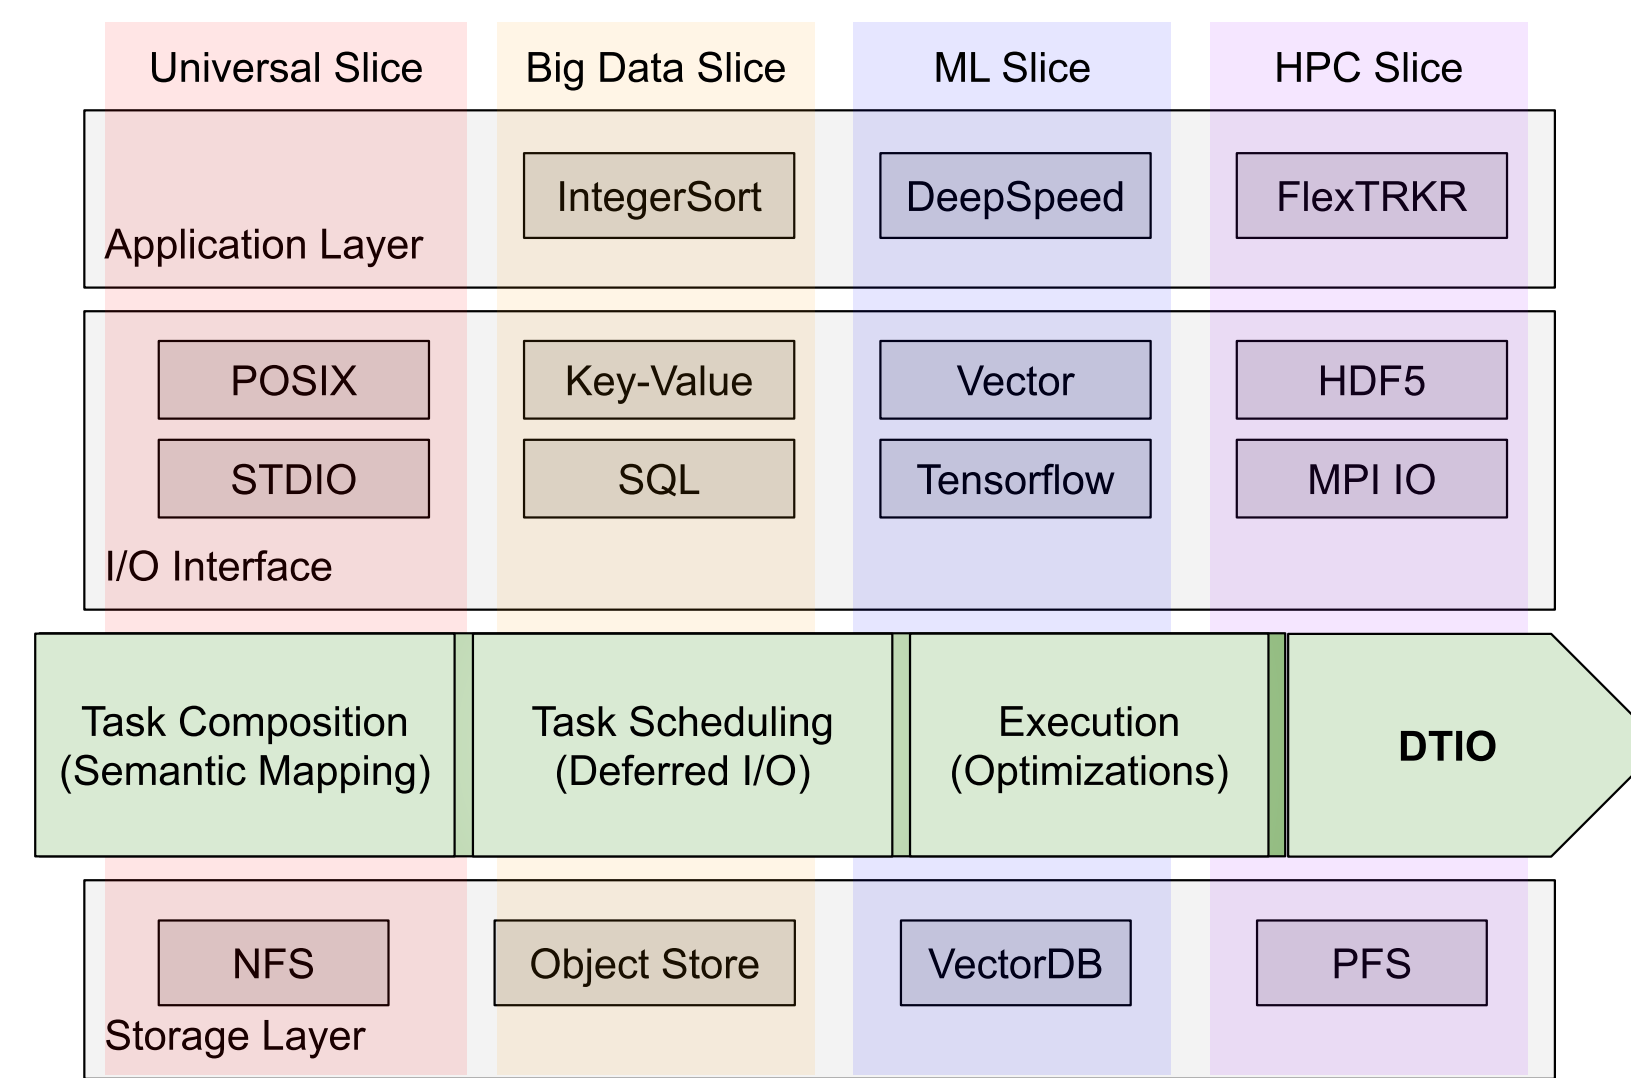 Universal Slice
Big Data Slice
ML Slice
HPC Slice
IntegerSort
DeepSpeed
FlexTRKR
Application Layer
POSIX
Key-Value
Vector
HDF5
STDIO
SQL
Tensorflow
MPI IO
I/O Interface
Task Composition
(Semantic Mapping)
Task Scheduling
(Deferred I/O)
Execution
(Optimizations)
DTIO
NFS
Object Store
VectorDB
PFS
Storage Layer